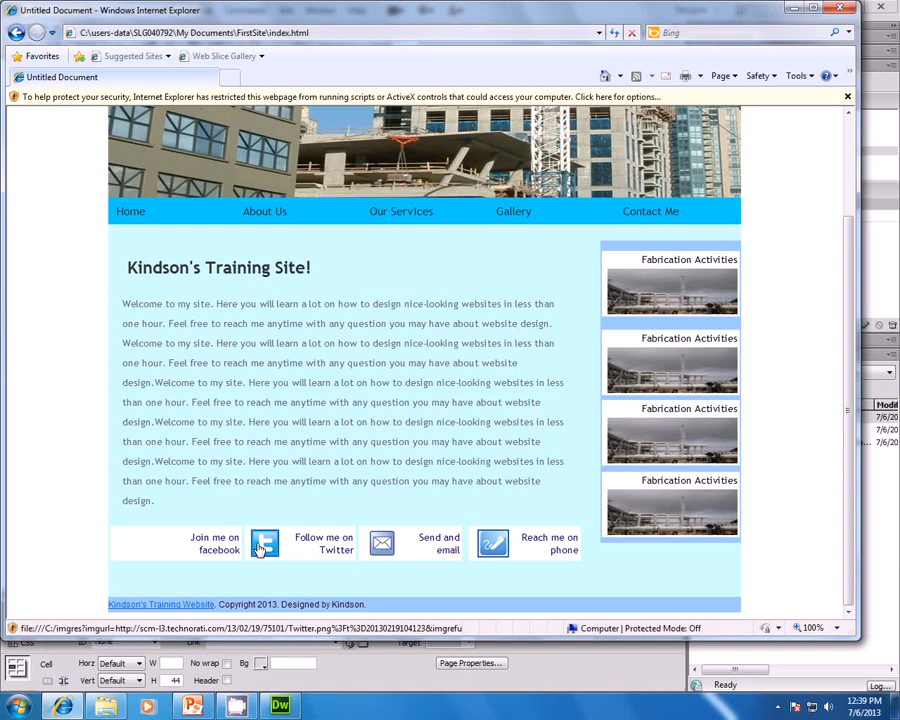 Untitled Document - Windows Internet Explorer
C:\users-data\SLG040792\My Documents\FirstSite\index.html
Bing
Favorites
Suggested Sites
Web Slice Gallery
Untitled Document
Page
Safety
Tools
To help protect your security, Internet Explorer has restricted this webpage from running scripts or ActiveX controls that could access your computer. Click here for options...
Home
About Us
Our Services
Gallery
Contact Me
Kindson's Training Site!
Welcome to my site. Here you will learn a lot on how to design nice-looking websites in less than
one hour. Feel free to reach me anytime with any question you may have about website design.
Welcome to my site. Here you will learn a lot on how to design nice-looking websites in less than
one hour. Feel free to reach me anytime with any question you may have about website
design.Welcome to my site. Here you will learn a lot on how to design nice-looking websites in less
than one hour. Feel free to reach me anytime with any question you may have about website
design.Welcome to my site. Here you will learn a lot on how to design nice-looking websites in less
than one hour. Feel free to reach me anytime with any question you may have about website
design.Welcome to my site. Here you will learn a lot on how to design nice-looking websites in less
than one hour. Feel free to reach me anytime with any question you may have about website
design.
Fabrication Activities
Fabrication Activities
Fabrication Activities
Fabrication Activities
Join me on
facebook
Follow me on
Twitter
Send and
email
Reach me on
phone
Kindson's Training Website. Copyright 2013. Designed by Kindson.
file:///C:/imgres?imgurl=http://scm-l3.technorati.com/13/02/19/75101/Twitter.png%3Ft%3D20130219104123&imgrefu
Computer | Protected Mode: Off
100%
Modif
7/6/20
7/6/20
7/6/20
Cell
Horz
Default
W
No wrap
Bg
Page Properties...
Vert
Default
H
44
Header
Ready
Log...
Dw
12:39 PM
7/6/2013